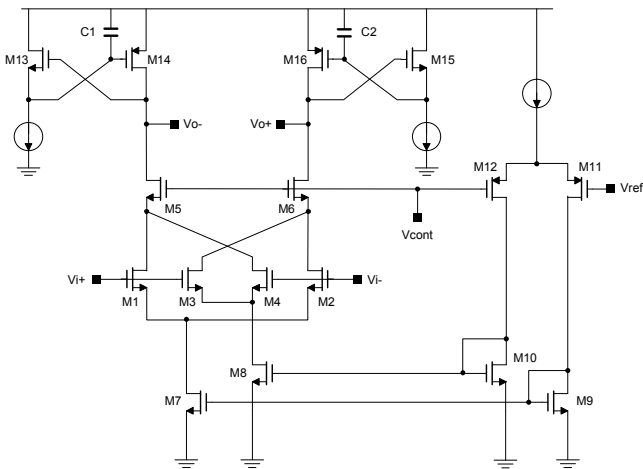 C1
C2
M13
M14
M16
M15
Vo-
Vo+
M12
M11
Vref
M5
M6
Vcont
Vi+
Vi-
M1
M3
M4
M2
M8
M10
M7
M9